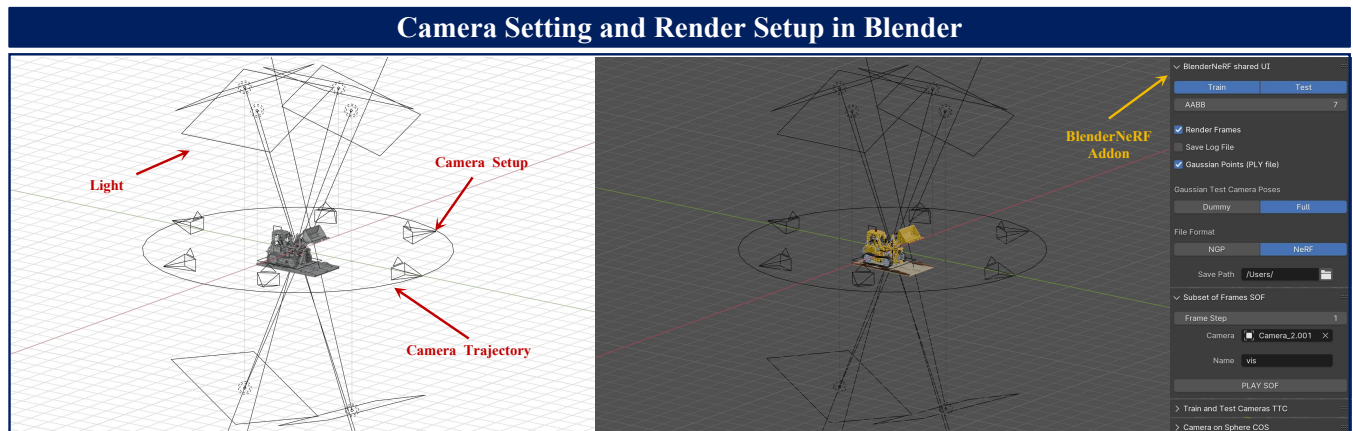 Camera Setting and Render Setup in Blender
Light
Camera Setup
Camera Trajectory
BlenderNeRF
Addon
BlenderNeRF shared UI
Train Test
AABB 7
Render Frames
Save Log File
Gaussian Points (PLY file)
Gaussian Test Camera Poses
Dummy Full
File Format
NGP NeRF
Save Path /Users/
Subset of Frames SOF
Frame Step 1
Camera Camera_2.001
Name vis
PLAY SOF
Train and Test Cameras TTC
Camera on Sphere COS